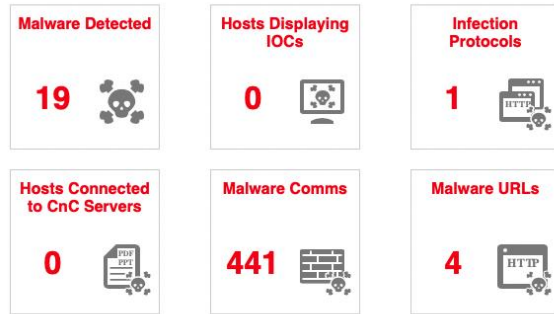 Malware Detected
19
Hosts Displaying
IOCs
0
Infection
Protocols
1
HTTP
Hosts Connected
to CnC Servers
0
PDF
PPT
Malware Comms
441
Malware URLs
4
HTTP